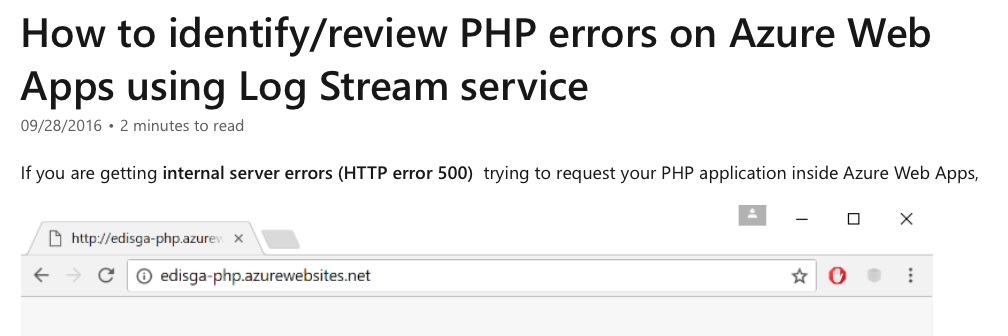 How to identify/review PHP errors on Azure Web
Apps using Log Stream service
09/28/2016 • 2 minutes to read
If you are getting internal server errors (HTTP error 500) trying to request your PHP application inside Azure Web Apps,
http://edisga-php.azurew
edisga-php.azurewebsites.net